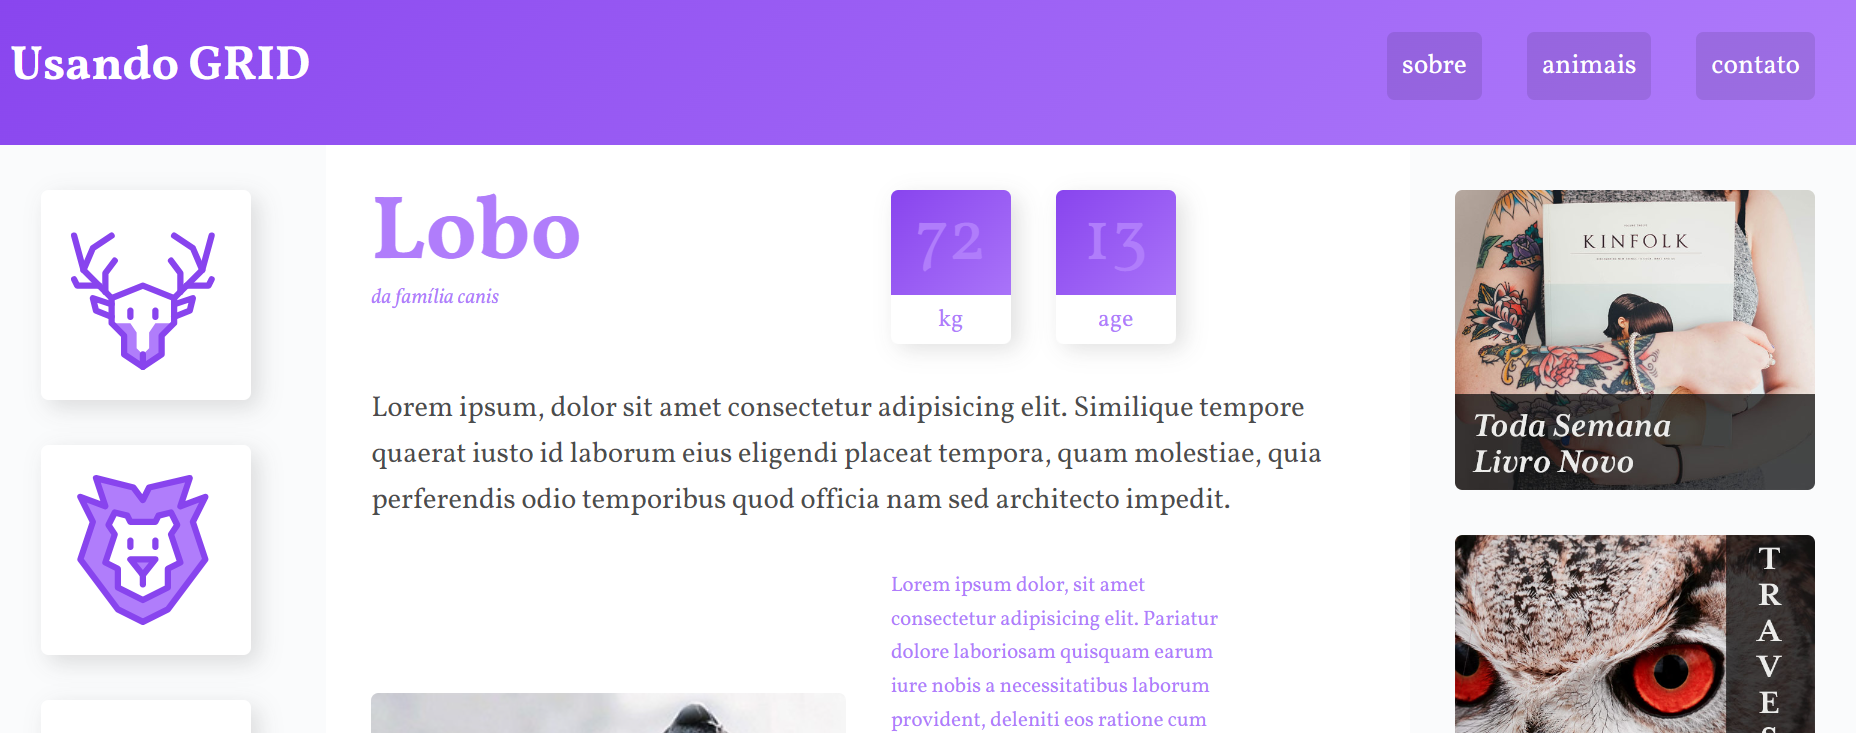 Usando GRID
sobre
animais
contato
Lobo
da família canis
72
kg
13
age
Lorem ipsum, dolor sit amet consectetur adipisicing elit. Similique tempore
quaerat iusto id laborum eius eligendi placeat tempora, quam molestiae, quia
perferendis odio temporibus quod officia nam sed architecto impedit.
Lorem ipsum dolor, sit amet
consectetur adipisicing elit. Pariatur
dolore laboriosam quisquam earum
iure nobis a necessitatibus laborum
provident, deleniti eos ratione cum
KINFOLK
Toda Semana
Livro Novo
T
R
A
V
E
S